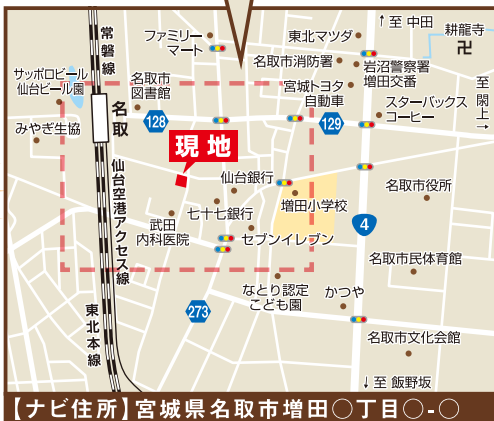 ↑至 中田
耕龍寺
卍
常磐線
ファミリー
マート
東北マツダ
名取市消防署
岩沼警察署
増田交番
サッポロビール
仙台ビール園
名取市
図書館
宮城トヨタ
自動車
スターバックス
コーヒー
至 閖上→
みやぎ生協
名取
128
129
現地
仙台銀行
増田小学校
名取市役所
仙台空港アクセス線
武田
内科医院
七十七銀行
セブンイレブン
4
名取市民体育館
なとり認定
こども園
かつや
273
東北本線
名取市文化会館
↓至 飯野坂
【ナビ住所】宮城県名取市増田○丁目○-○